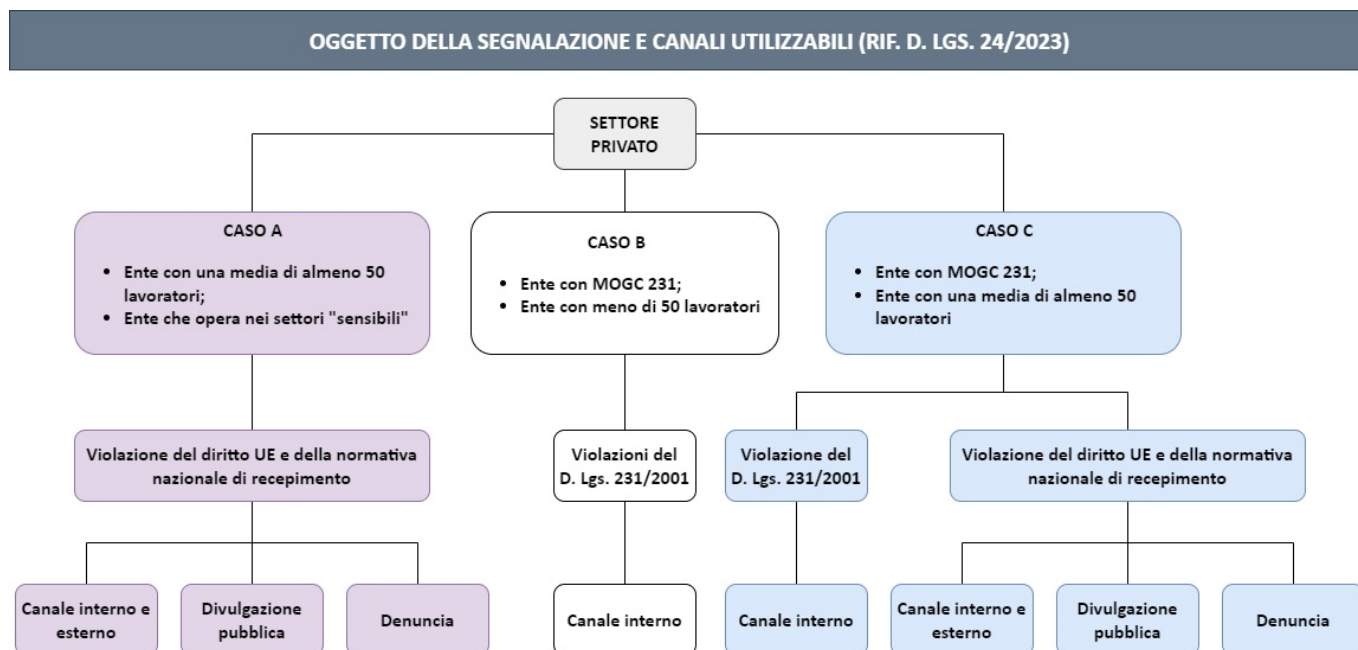 OGGETTO DELLA SEGNALAZIONE E CANALI UTILIZZABILI (RIF. D. LGS. 24/2023)
SETTORE
PRIVATO
CASO A
• Ente con una media di almeno 50
lavoratori;
• Ente che opera nei settori "sensibili"
CASO B
• Ente con MOGC 231;
• Ente con meno di 50 lavoratori
CASO C
• Ente con MOGC 231;
• Ente con una media di almeno 50
lavoratori
Violazione del diritto UE e della normativa
nazionale di recepimento
Violazioni del
D. Lgs. 231/2001
Violazione del
D. Lgs. 231/2001
Violazione del diritto UE e della normativa
nazionale di recepimento
Canale interno e
esterno
Divulgazione
pubblica
Denuncia
Canale interno
Canale interno
Canale interno e
esterno
Divulgazione
pubblica
Denuncia